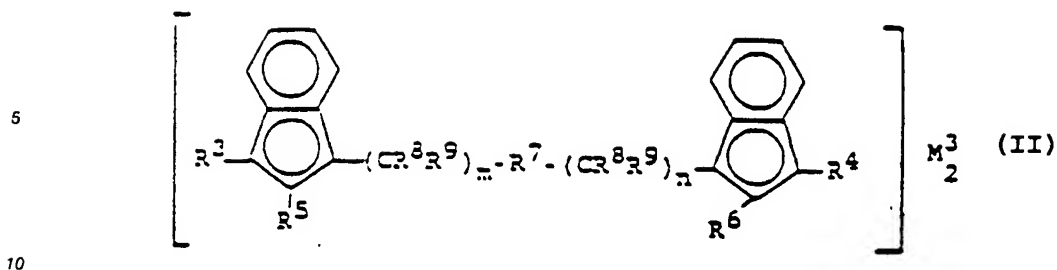 5
R³ (CR⁸R⁹)ₘ-R⁷-(CR⁸R⁹)ₙ R⁴ M³₂ (II)
R⁵ R⁶
10